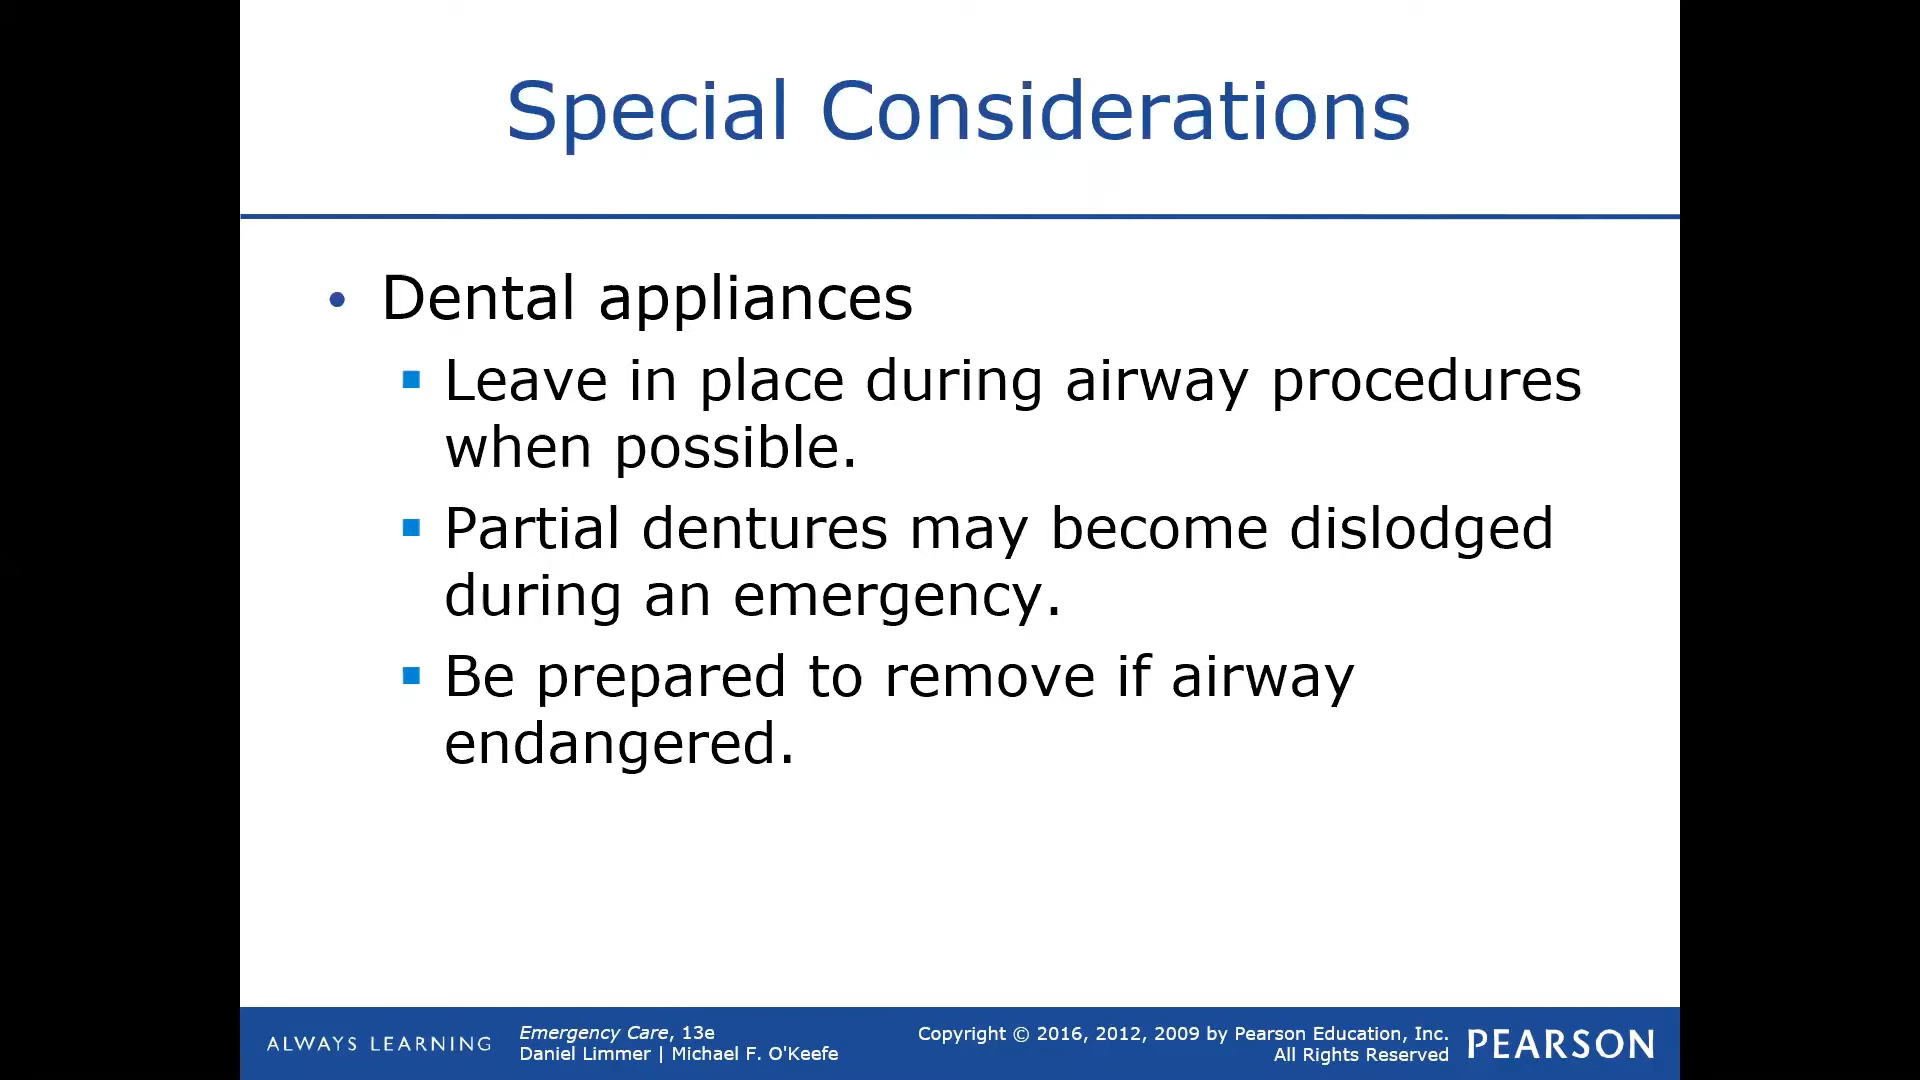 Special Considerations
• Dental appliances
▪ Leave in place during airway procedures
when possible.
▪ Partial dentures may become dislodged
during an emergency.
▪ Be prepared to remove if airway
endangered.
ALWAYS LEARNING
Emergency Care, 13e
Daniel Limmer | Michael F. O'Keefe
Copyright © 2016, 2012, 2009 by Pearson Education, Inc.
All Rights Reserved
PEARSON